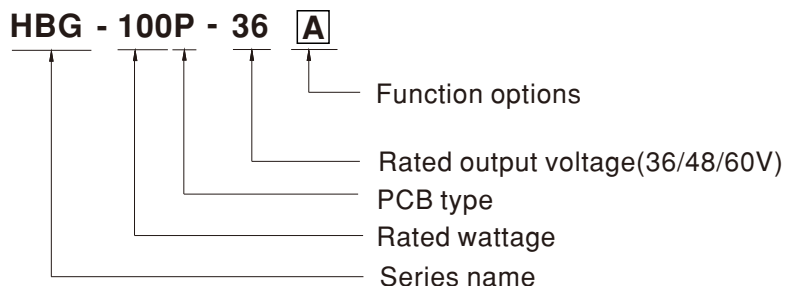 HBG - 100P - 36 A
Function options
Rated output voltage(36/48/60V)
PCB type
Rated wattage
Series name